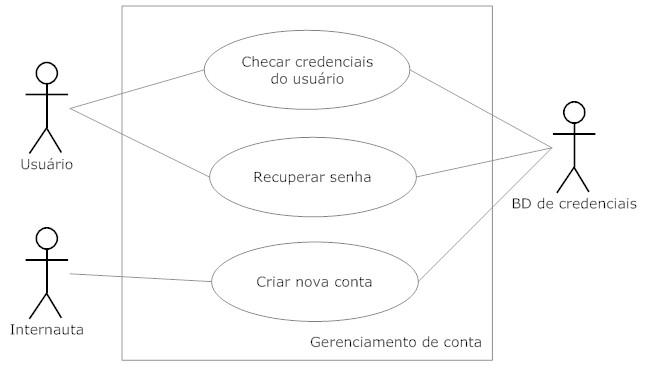 Checar credenciais
do usuário
Usuário
Recuperar senha
BD de credenciais
Criar nova conta
Internauta
Gerenciamento de conta